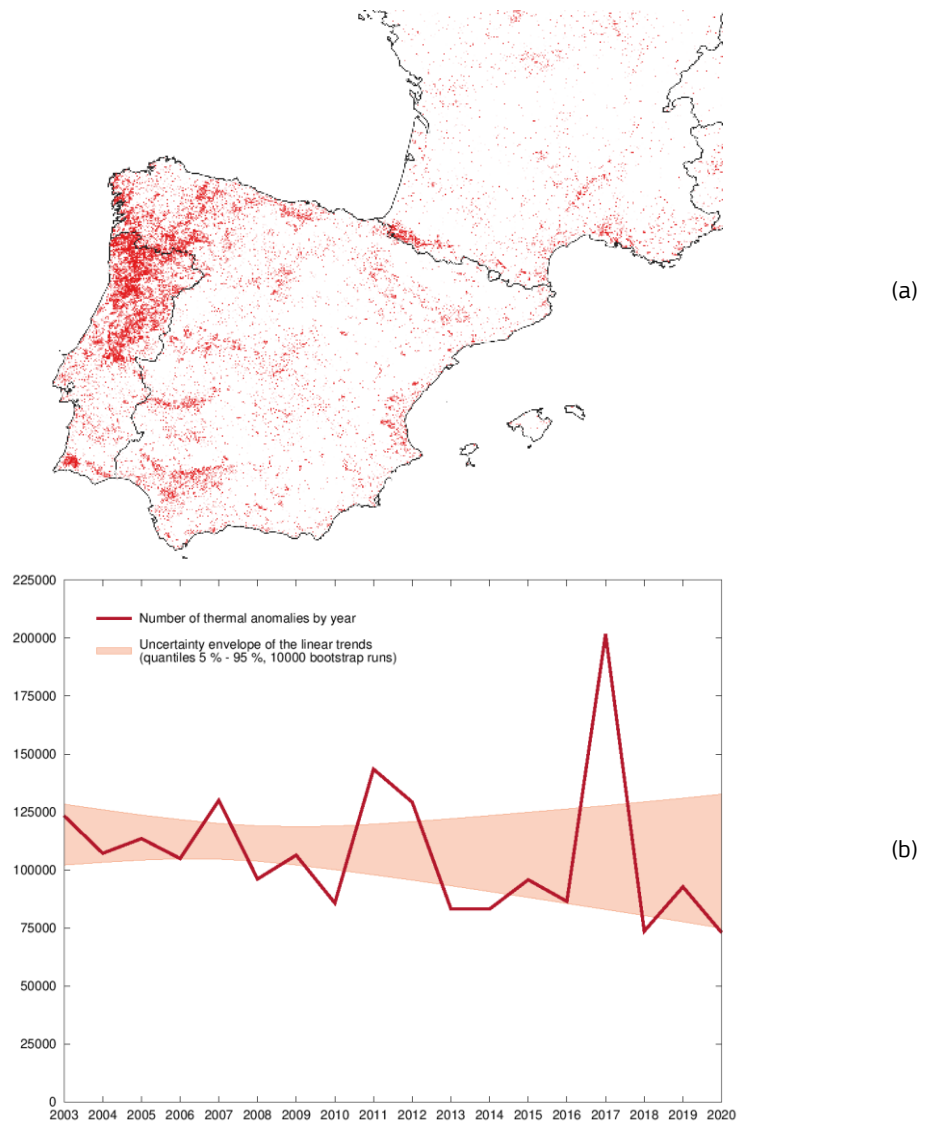 (a)
225000
200000
175000
150000
125000
100000
75000
50000
25000
0
Number of thermal anomalies by year
Uncertainty envelope of the linear trends
(quantiles 5 % - 95 %, 10000 bootstrap runs)
(b)
2003 2004 2005 2006 2007 2008 2009 2010 2011 2012 2013 2014 2015 2016 2017 2018 2019 2020